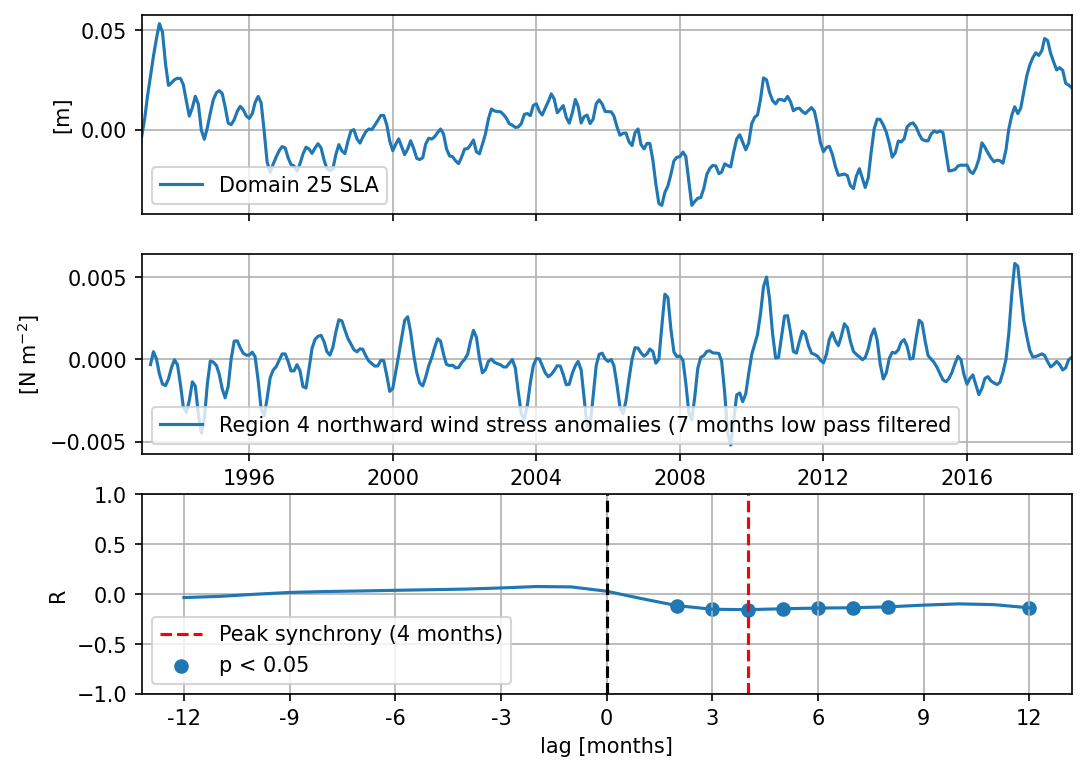 0.05
0.00
[m]
Domain 25 SLA
0.005
0.000
−0.005
[N m⁻²]
Region 4 northward wind stress anomalies (7 months low pass filtered
1996 2000 2004 2008 2012 2016
1.0
0.5
0.0
−0.5
−1.0
R
Peak synchrony (4 months)
p < 0.05
-12 -9 -6 -3 0 3 6 9 12
lag [months]